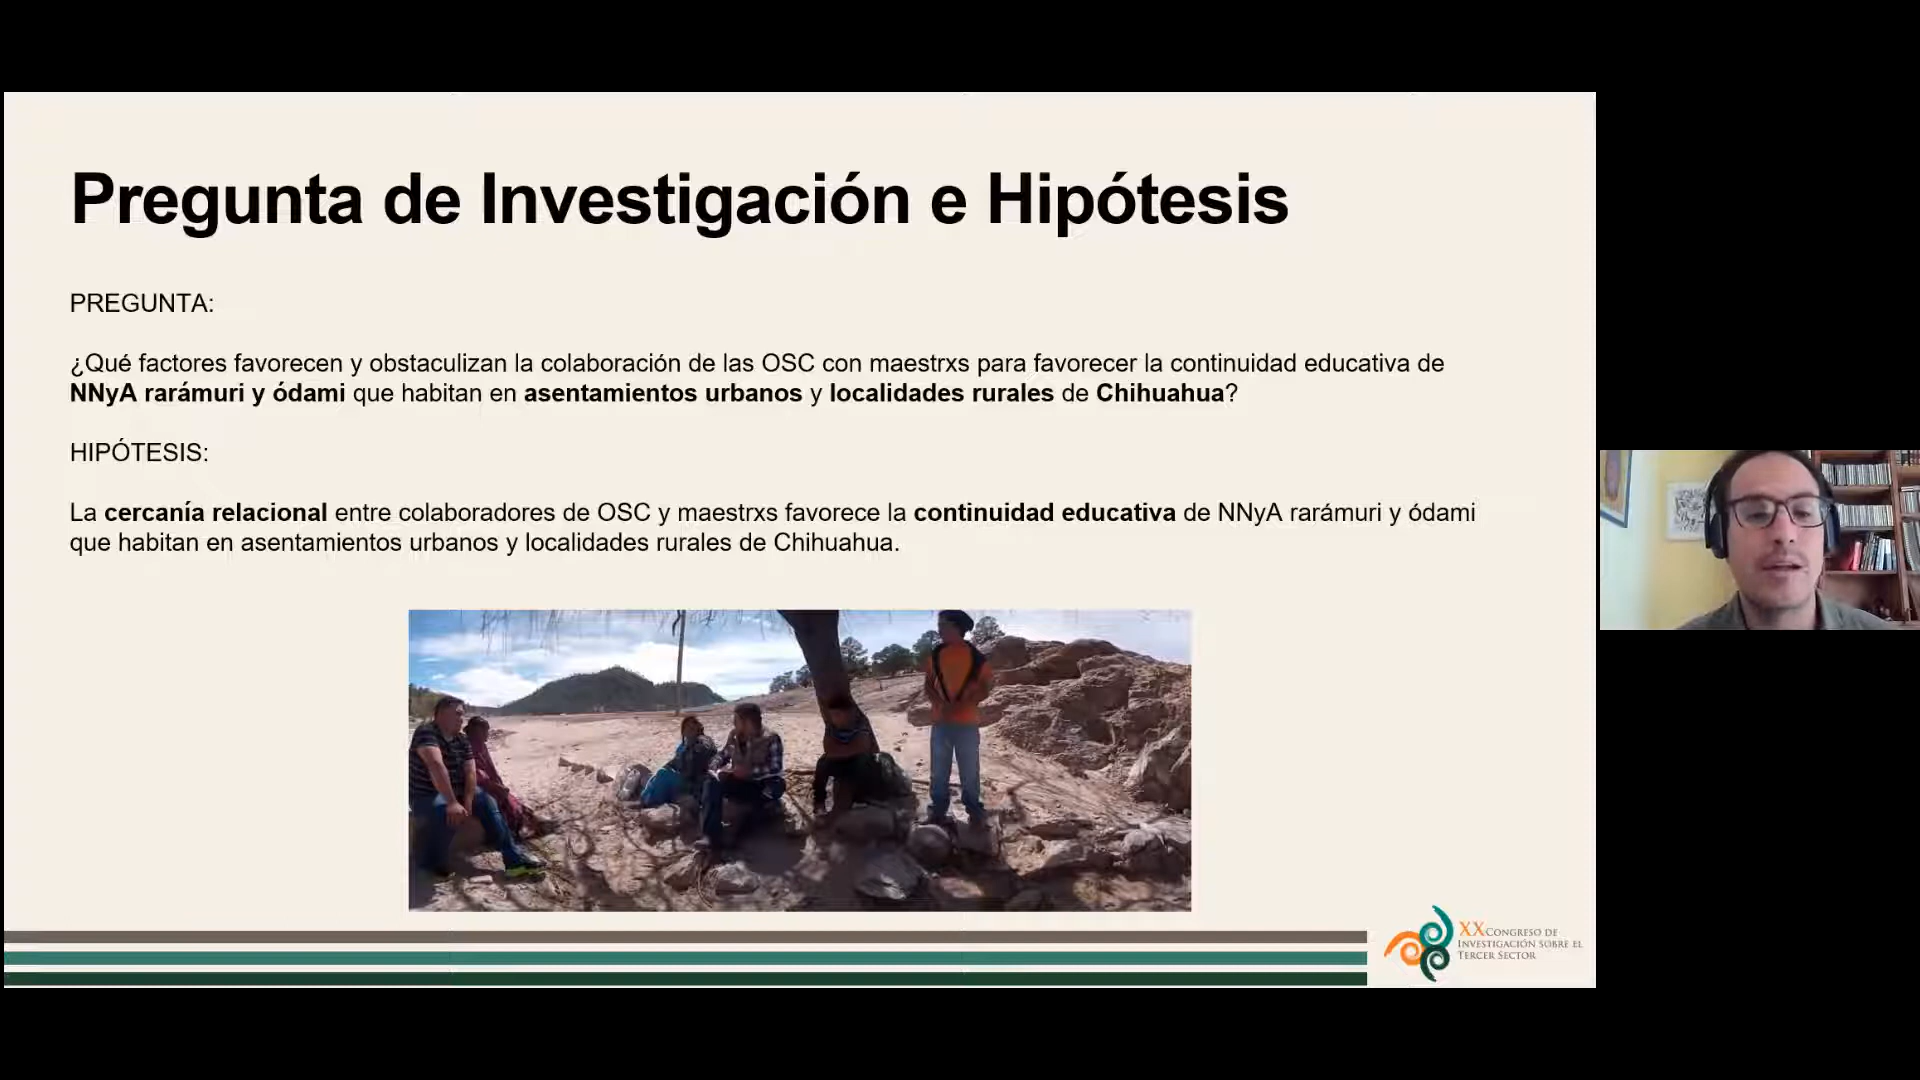 Pregunta de Investigación e Hipótesis
PREGUNTA:
¿Qué factores favorecen y obstaculizan la colaboración de las OSC con maestrxs para favorecer la continuidad educativa de
NNyA rarámuri y ódami que habitan en asentamientos urbanos y localidades rurales de Chihuahua?
HIPÓTESIS:
La cercanía relacional entre colaboradores de OSC y maestrxs favorece la continuidad educativa de NNyA rarámuri y ódami
que habitan en asentamientos urbanos y localidades rurales de Chihuahua.
XX CONGRESO DE
INVESTIGACIÓN SOBRE EL
TERCER SECTOR